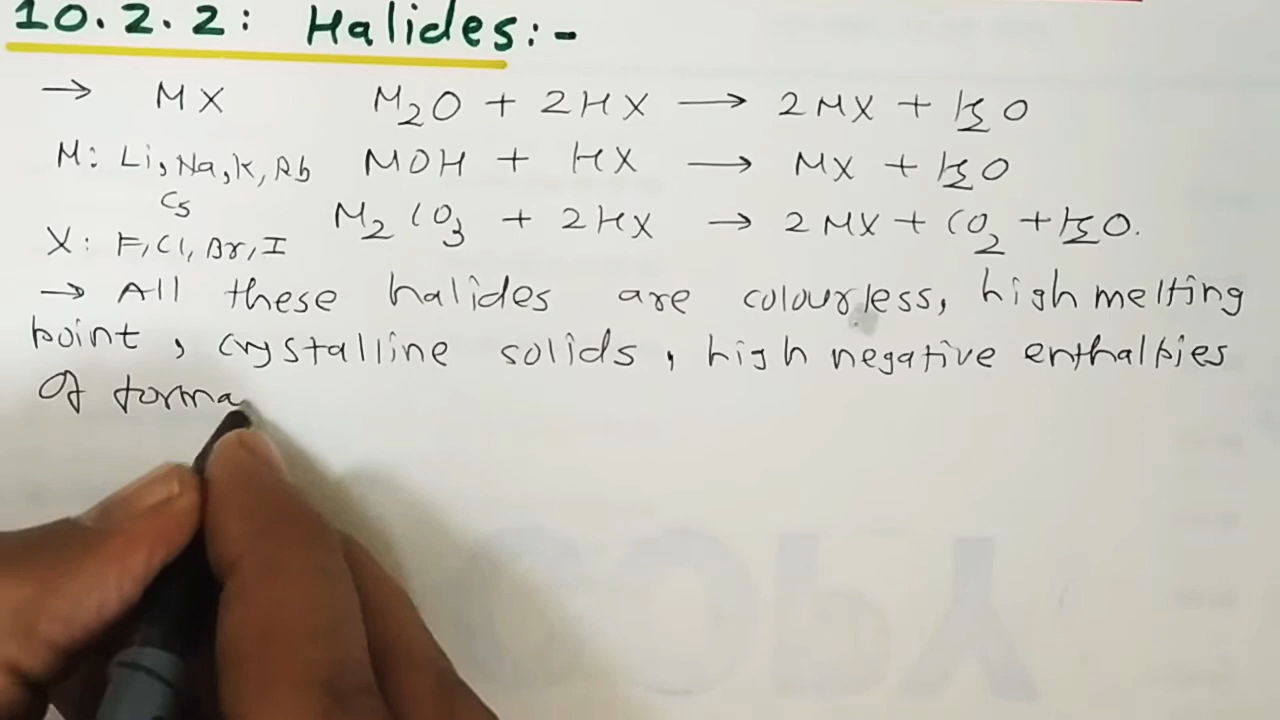 10.2.2: Halides:-
→ MX M₂O + 2HX → 2MX + H₂O
M: Li, Na, K, Rb MOH + HX → MX + H₂O
Cs M₂CO₃ + 2HX → 2MX + CO₂ + H₂O.
X: F, Cl, Br, I
→ All these halides are colourless, high melting
point, crystalline solids, high negative enthalpies
Of forma